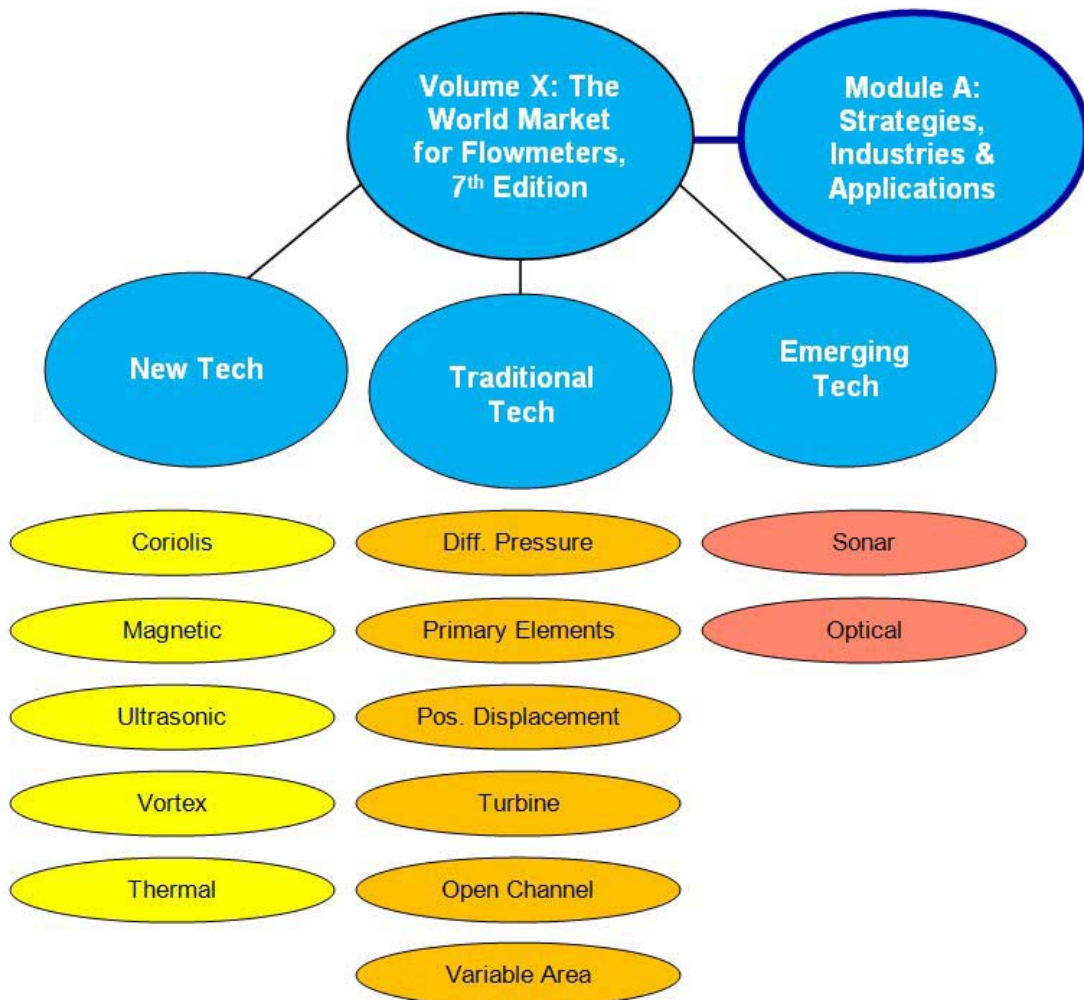 Volume X: The
World Market
for Flowmeters,
7th Edition
Module A:
Strategies,
Industries &
Applications
New Tech
Traditional
Tech
Emerging
Tech
Coriolis
Diff. Pressure
Sonar
Magnetic
Primary Elements
Optical
Ultrasonic
Pos. Displacement
Vortex
Turbine
Thermal
Open Channel
Variable Area